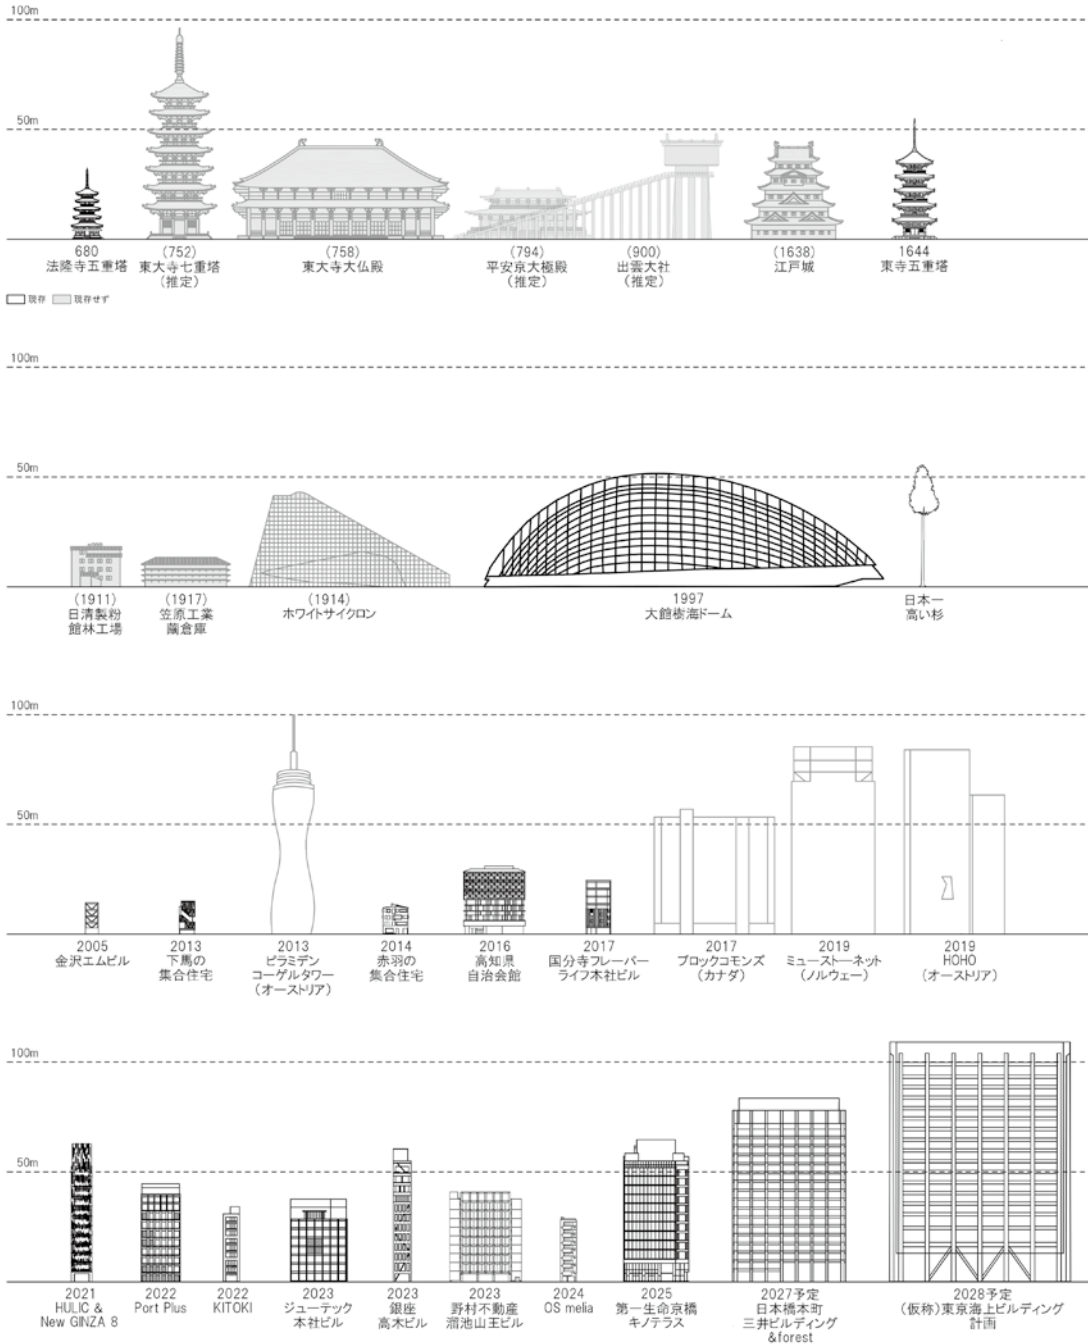 100m
50m
680
法隆寺五重塔
(752)
東大寺七重塔
(推定)
(758)
東大寺大仏殿
(794)
平安京大極殿
(推定)
(900)
出雲大社
(推定)
(1638)
江戸城
1644
東寺五重塔
現存 現存せず
100m
50m
(1911)
日清製粉
館林工場
(1917)
笠原工業
繭倉庫
(1914)
ホワイトサイクロン
1997
大館樹海ドーム
日本一
高い杉
100m
50m
2005
金沢エムビル
2013
下馬の
集合住宅
2013
ピラミデン
コーゲルタワー
(オーストリア)
2014
赤羽の
集合住宅
2016
高知県
自治会館
2017
国分寺フレーバー
ライフ本社ビル
2017
ブロックコモンズ
(カナダ)
2019
ミューストーネット
(ノルウェー)
2019
HOHO
(オーストリア)
100m
50m
2021
HULIC &
New GINZA 8
2022
Port Plus
2022
KITOKI
2023
ジューテック
本社ビル
2023
銀座
高木ビル
2023
野村不動産
溜池山王ビル
2024
OS melia
2025
第一生命京橋
キノテラス
2027予定
日本橋本町
三井ビルディング
&forest
2028予定
(仮称)東京海上ビルディング
計画